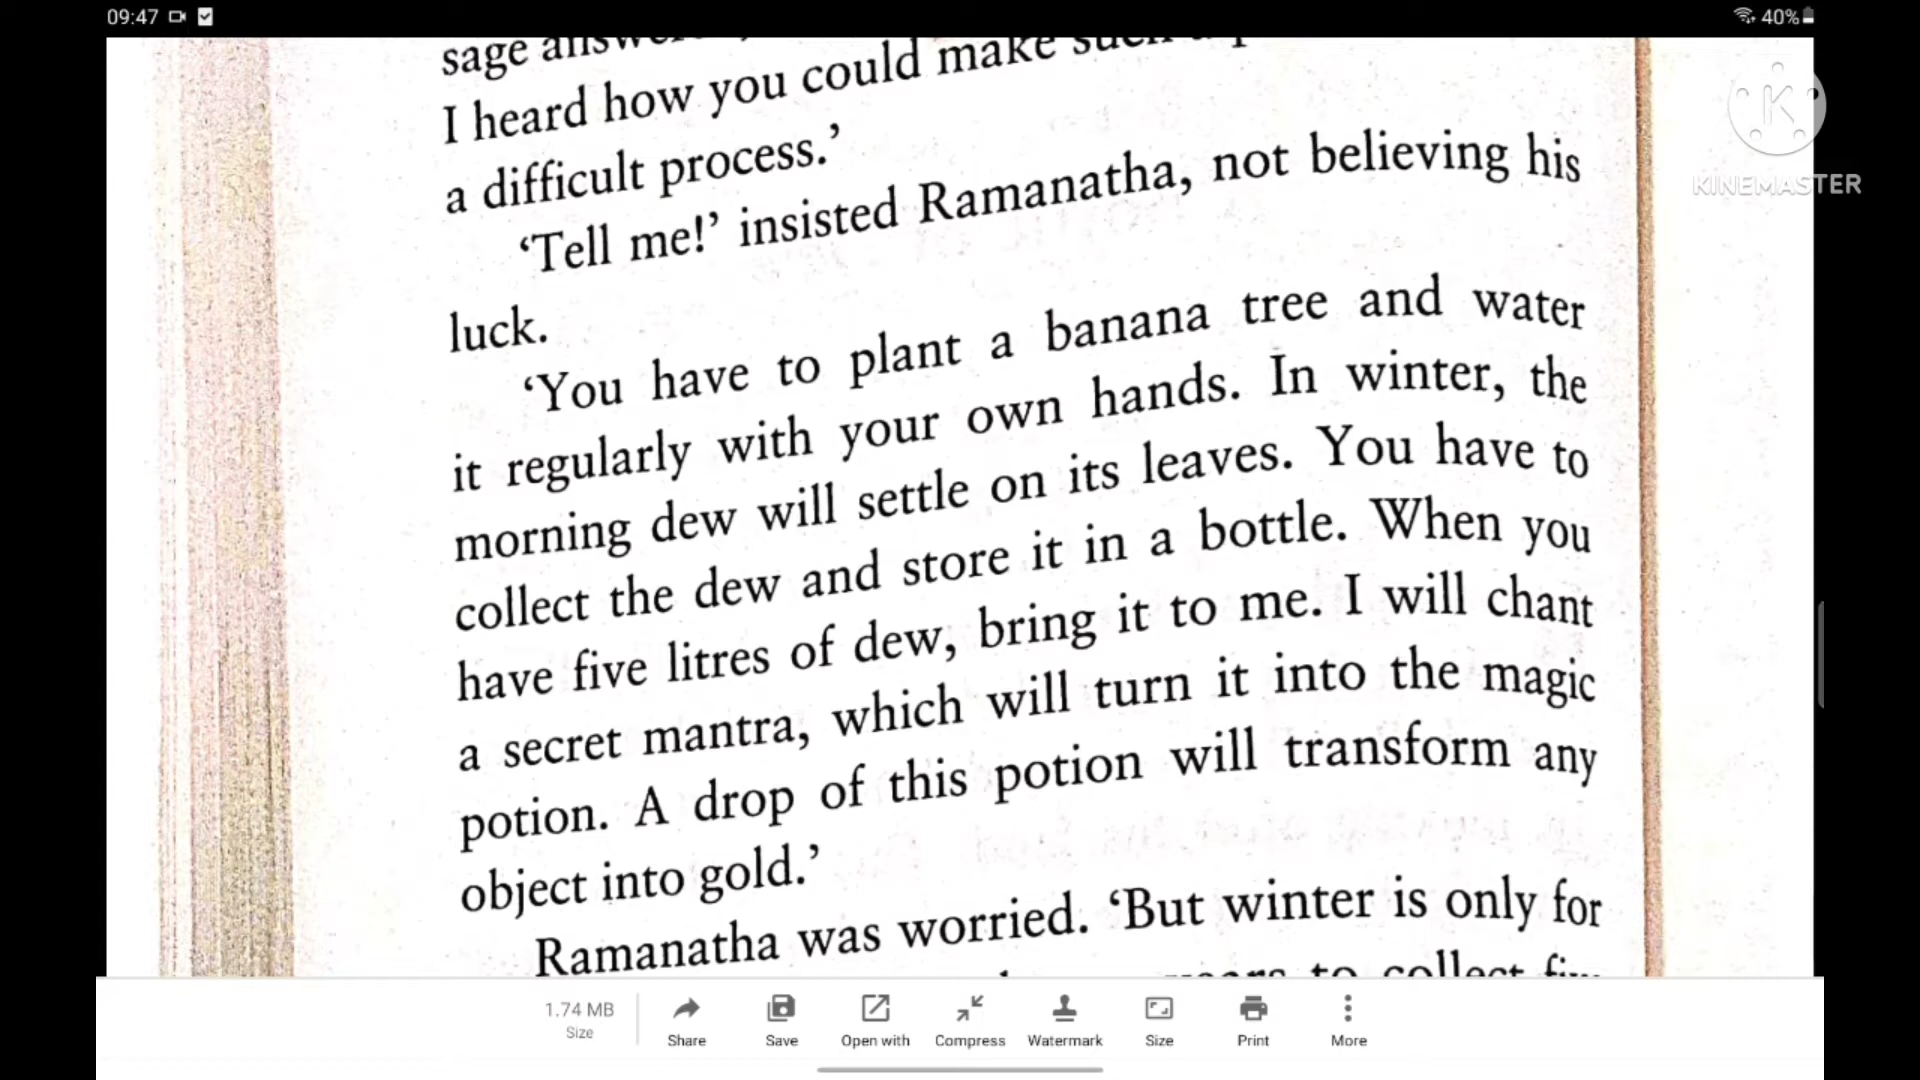 09:47
40%
sage
I heard how you could make such a
a difficult process.’
‘Tell me!’ insisted Ramanatha, not believing his
luck.
‘You have to plant a banana tree and water
it regularly with your own hands. In winter, the
morning dew will settle on its leaves. You have to
collect the dew and store it in a bottle. When you
have five litres of dew, bring it to me. I will chant
a secret mantra, which will turn it into the magic
potion. A drop of this potion will transform any
object into gold.’
Ramanatha was worried. ‘But winter is only for
years to collect
K
KINEMASTER
1.74 MB
Size
Share
Save
Open with
Compress
Watermark
Size
Print
More